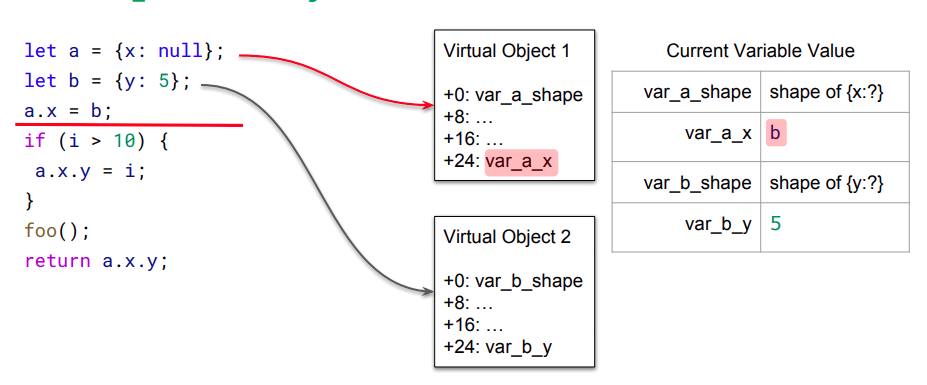 let a = {x: null};
let b = {y: 5};
a.x = b;
if (i > 10) {
a.x.y = i;
}
foo();
return a.x.y;
Virtual Object 1
+0: var_a_shape
+8: ...
+16: ...
+24: var_a_x
Virtual Object 2
+0: var_b_shape
+8: ...
+16: ...
+24: var_b_y
Current Variable Value
var_a_shape shape of {x:?}
var_a_x b
var_b_shape shape of {y:?}
var_b_y 5